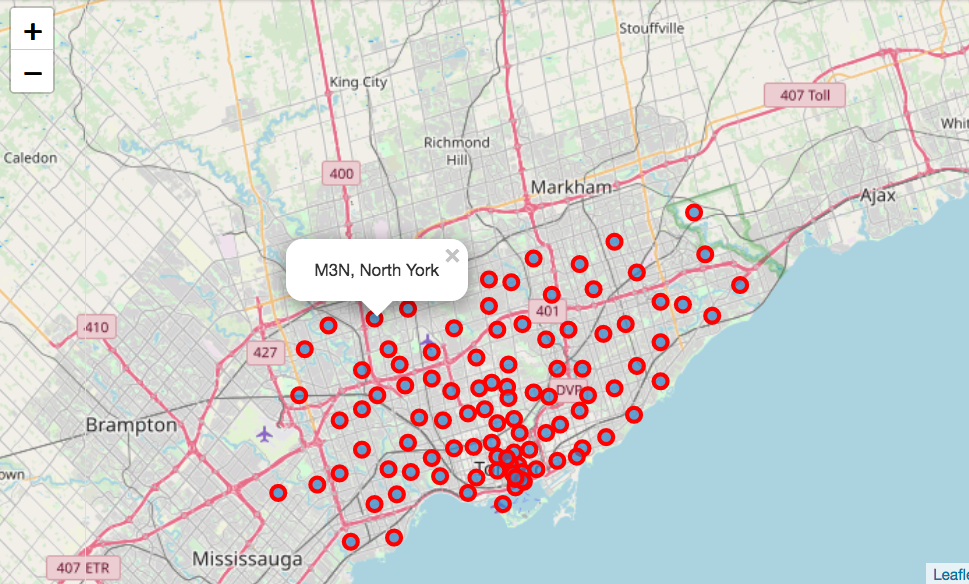 +
−
Stouffville
King City
407 Toll
Whit
Richmond
Hill
Caledon
400
Markham
Ajax
M3N, North York
×
401
410
427
DVP
Brampton
To
own
Mississauga
407 ETR
Leafle